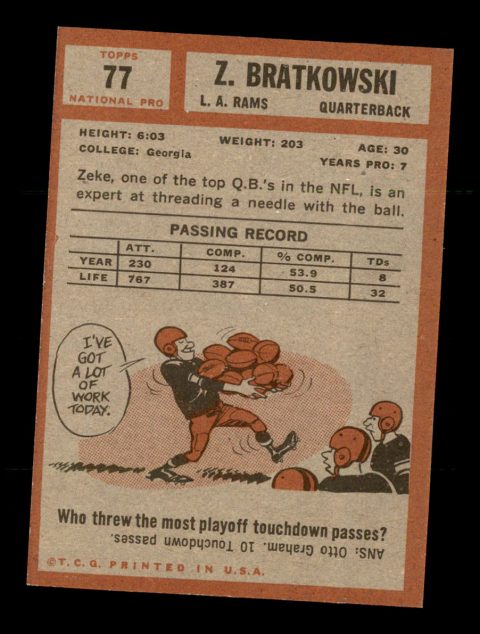 TOPPS
77
NATIONAL PRO
Z. BRATKOWSKI
L. A. RAMS QUARTERBACK
HEIGHT: 6:03 WEIGHT: 203 AGE: 30
COLLEGE: Georgia YEARS PRO: 7
Zeke, one of the top Q.B.'s in the NFL, is an
expert at threading a needle with the ball.
PASSING RECORD
ATT. COMP. % COMP. TDs
YEAR 230 124 53.9 8
LIFE 767 387 50.5 32
I'VE
GOT
A LOT
OF
WORK
TODAY.
Who threw the most playoff touchdown passes?
ANS: Otto Graham. 10 Touchdown passes.
©T.C.G. PRINTED IN U.S.A.